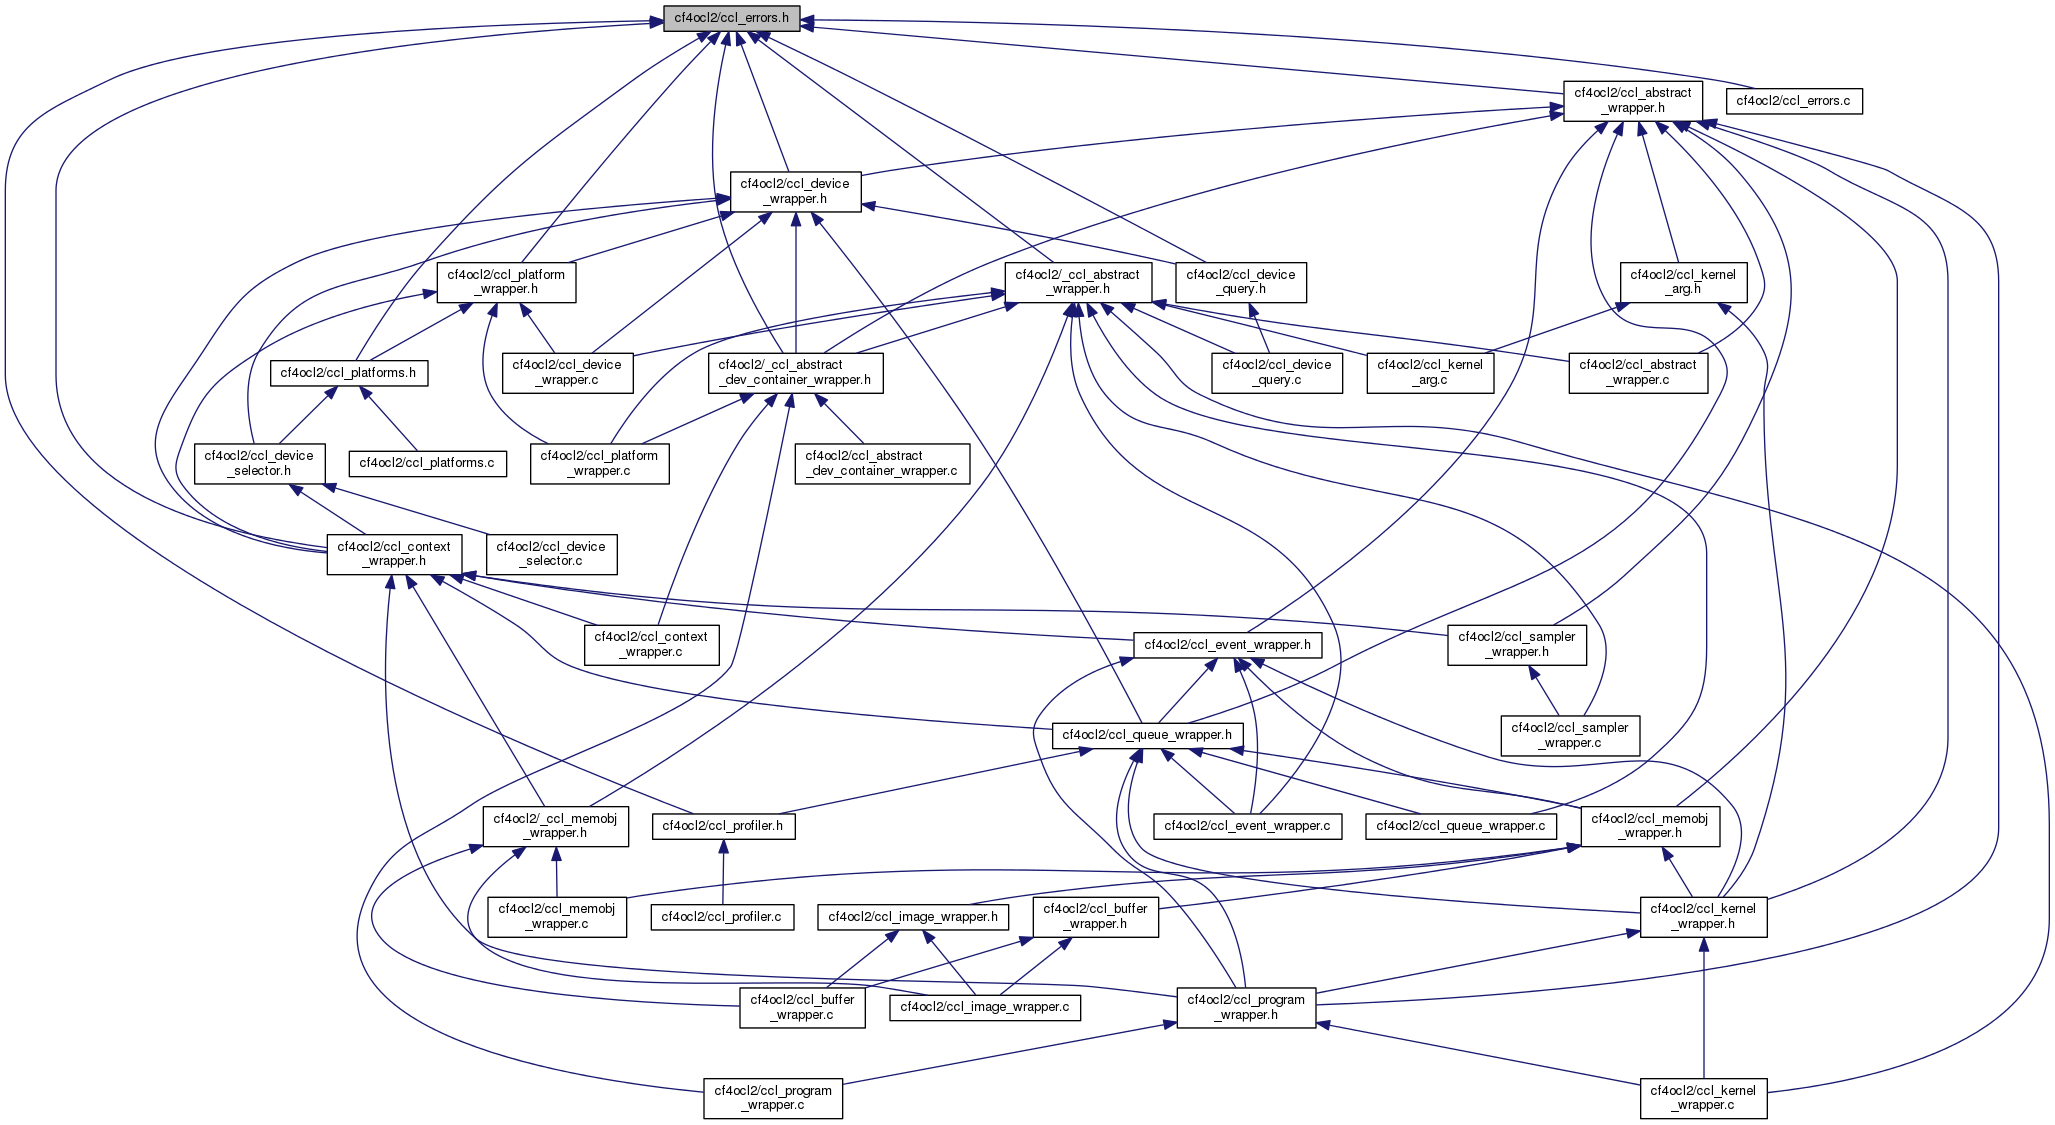 cf4ocl2/ccl_errors.h
cf4ocl2/ccl_abstract
_wrapper.h
cf4ocl2/ccl_errors.c
cf4ocl2/ccl_device
_wrapper.h
cf4ocl2/ccl_platform
_wrapper.h
cf4ocl2/_ccl_abstract
_wrapper.h
cf4ocl2/ccl_device
_query.h
cf4ocl2/ccl_kernel
_arg.h
cf4ocl2/ccl_platforms.h
cf4ocl2/ccl_device
_wrapper.c
cf4ocl2/_ccl_abstract
_dev_container_wrapper.h
cf4ocl2/ccl_device
_query.c
cf4ocl2/ccl_kernel
_arg.c
cf4ocl2/ccl_abstract
_wrapper.c
cf4ocl2/ccl_device
_selector.h
cf4ocl2/ccl_platforms.c
cf4ocl2/ccl_platform
_wrapper.c
cf4ocl2/ccl_abstract
_dev_container_wrapper.c
cf4ocl2/ccl_context
_wrapper.h
cf4ocl2/ccl_device
_selector.c
cf4ocl2/ccl_context
_wrapper.c
cf4ocl2/ccl_event_wrapper.h
cf4ocl2/ccl_sampler
_wrapper.h
cf4ocl2/ccl_queue_wrapper.h
cf4ocl2/ccl_sampler
_wrapper.c
cf4ocl2/_ccl_memobj
_wrapper.h
cf4ocl2/ccl_profiler.h
cf4ocl2/ccl_event_wrapper.c
cf4ocl2/ccl_queue_wrapper.c
cf4ocl2/ccl_memobj
_wrapper.h
cf4ocl2/ccl_memobj
_wrapper.c
cf4ocl2/ccl_profiler.c
cf4ocl2/ccl_image_wrapper.h
cf4ocl2/ccl_buffer
_wrapper.h
cf4ocl2/ccl_kernel
_wrapper.h
cf4ocl2/ccl_buffer
_wrapper.c
cf4ocl2/ccl_image_wrapper.c
cf4ocl2/ccl_program
_wrapper.h
cf4ocl2/ccl_program
_wrapper.c
cf4ocl2/ccl_kernel
_wrapper.c